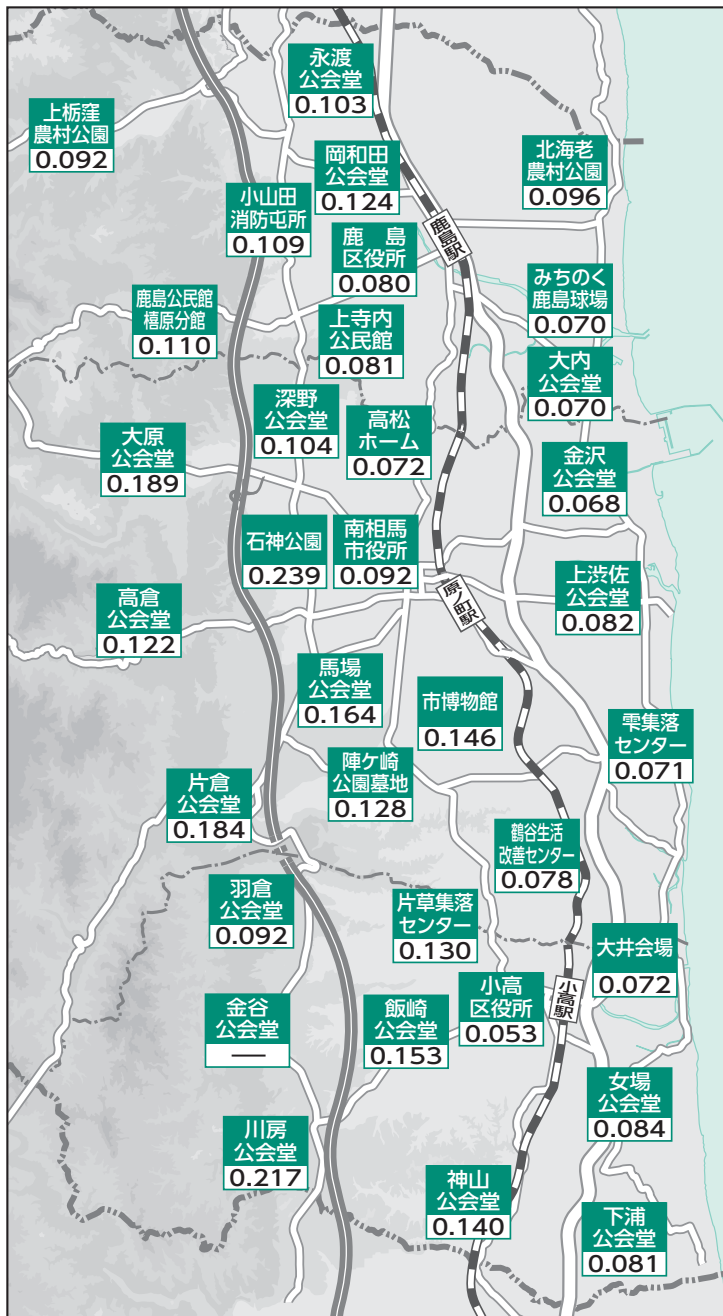 永渡
公会堂
0.103
上栃窪
農村公園
0.092
岡和田
公会堂
0.124
北海老
農村公園
0.096
小山田
消防屯所
0.109
鹿島駅
鹿　島
区役所
0.080
みちのく
鹿島球場
0.070
鹿島公民館
橲原分館
0.110
上寺内
公民館
0.081
大内
公会堂
0.070
深野
公会堂
0.104
高松
ホーム
0.072
大原
公会堂
0.189
金沢
公会堂
0.068
石神公園
0.239
南相馬
市役所
0.092
原ノ町駅
上渋佐
公会堂
0.082
高倉
公会堂
0.122
馬場
公会堂
0.164
市博物館
0.146
雫集落
センター
0.071
陣ケ崎
公園墓地
0.128
片倉
公会堂
0.184
鶴谷生活
改善センター
0.078
羽倉
公会堂
0.092
片草集落
センター
0.130
大井会場
0.072
小高
区役所
0.053
小高駅
金谷
公会堂
—
飯崎
公会堂
0.153
女場
公会堂
0.084
川房
公会堂
0.217
神山
公会堂
0.140
下浦
公会堂
0.081